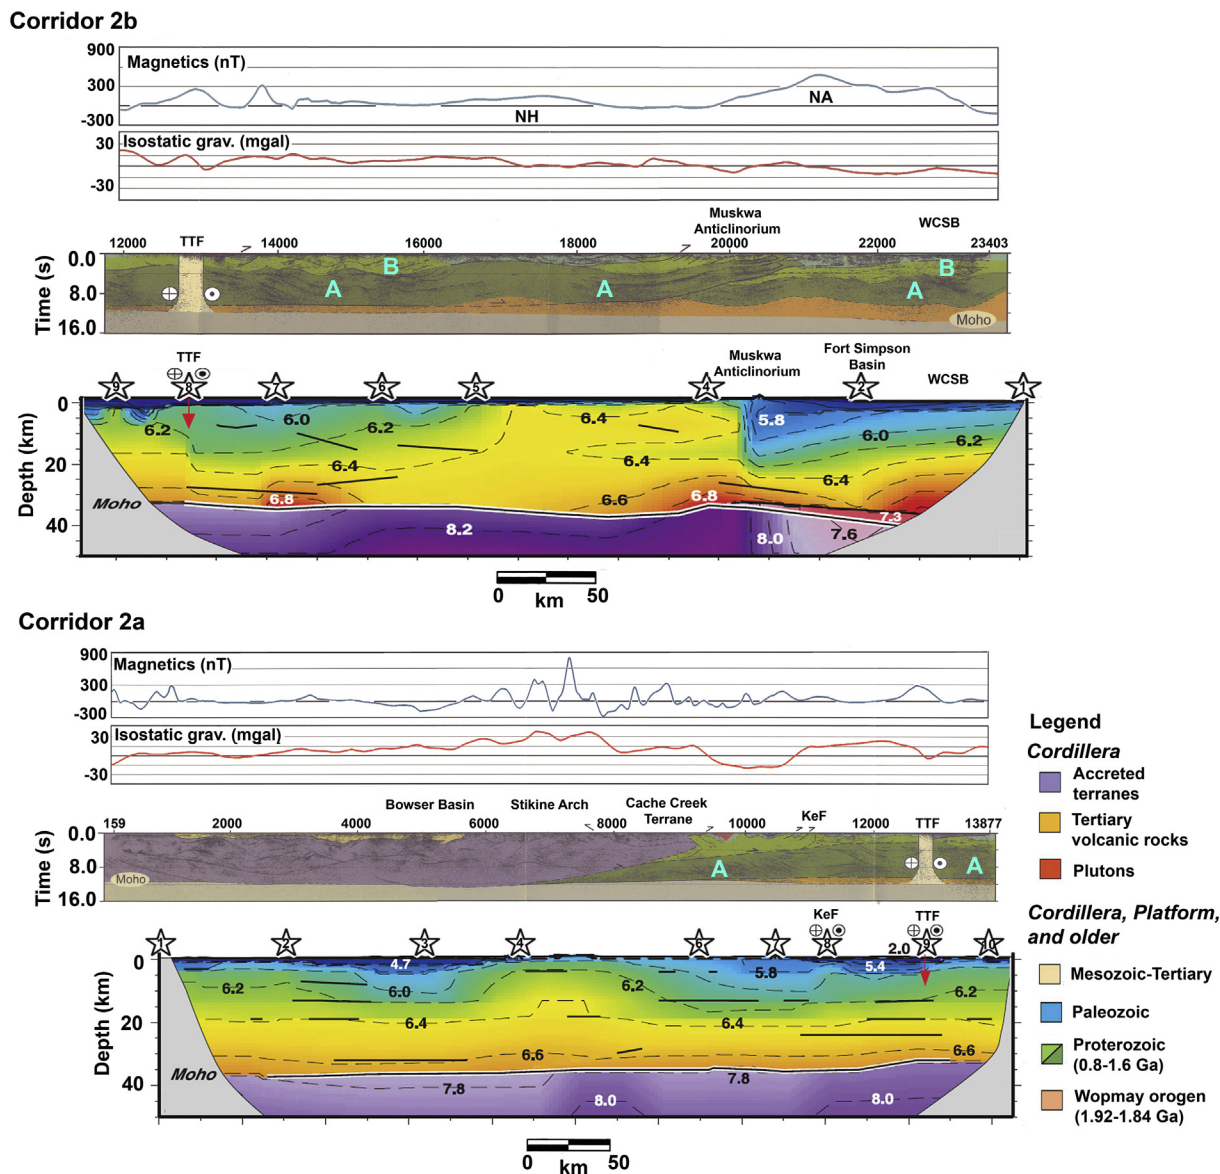 Corridor 2b
900
300
-300
Magnetics (nT)
NH
NA
30
-30
Isostatic grav. (mgal)
Muskwa
Anticlinorium
WCSB
TTF
12000
14000
16000
18000
20000
22000
23403
Time (s)
0.0
8.0
16.0
B
A
A
A
B
Moho
TTF
Muskwa
Anticlinorium
Fort Simpson
Basin
WCSB
9
8
7
6
5
4
2
1
Depth (km)
0
20
40
6.2
6.0
6.2
6.4
5.8
6.0
6.2
6.4
6.4
6.4
6.8
6.6
6.8
7.3
Moho
8.2
8.0
7.6
0
50
km
Corridor 2a
900
300
-300
Magnetics (nT)
30
-30
Isostatic grav. (mgal)
Bowser Basin
Stikine Arch
Cache Creek
Terrane
KeF
TTF
159
2000
4000
6000
8000
10000
12000
13877
Time (s)
0.0
8.0
16.0
Moho
A
A
KeF
TTF
1
2
3
4
6
7
8
2.0
9
10
Depth (km)
0
20
40
4.7
5.8
5.4
6.2
6.0
6.2
6.2
6.4
6.4
6.6
6.6
Moho
7.8
7.8
8.0
8.0
0
50
km
Legend
Cordillera
Accreted
terranes
Tertiary
volcanic rocks
Plutons
Cordillera, Platform,
and older
Mesozoic-Tertiary
Paleozoic
Proterozoic
(0.8-1.6 Ga)
Wopmay orogen
(1.92-1.84 Ga)